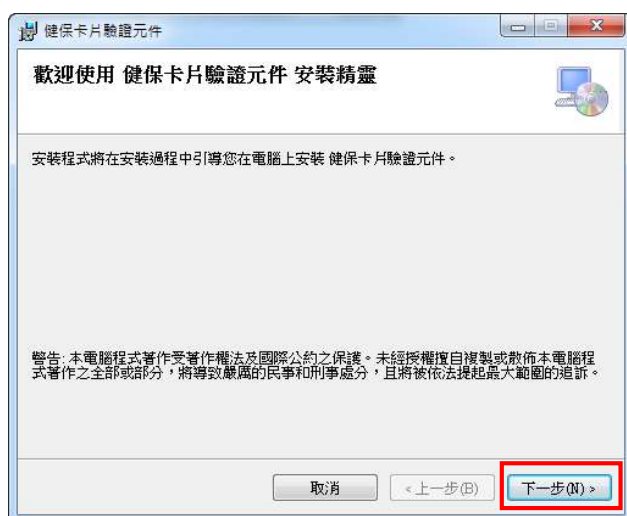 健保卡片驗證元件
歡迎使用 健保卡片驗證元件 安裝精靈
安裝程式將在安裝過程中引導您在電腦上安裝 健保卡片驗證元件。
警告: 本電腦程式著作受著作權法及國際公約之保護。未經授權擅自複製或散佈本電腦程
式著作之全部或部分，將導致嚴厲的民事和刑事處分，且將被依法提起最大範圍的追訴。
取消 <上一步(B) 下一步(N) >